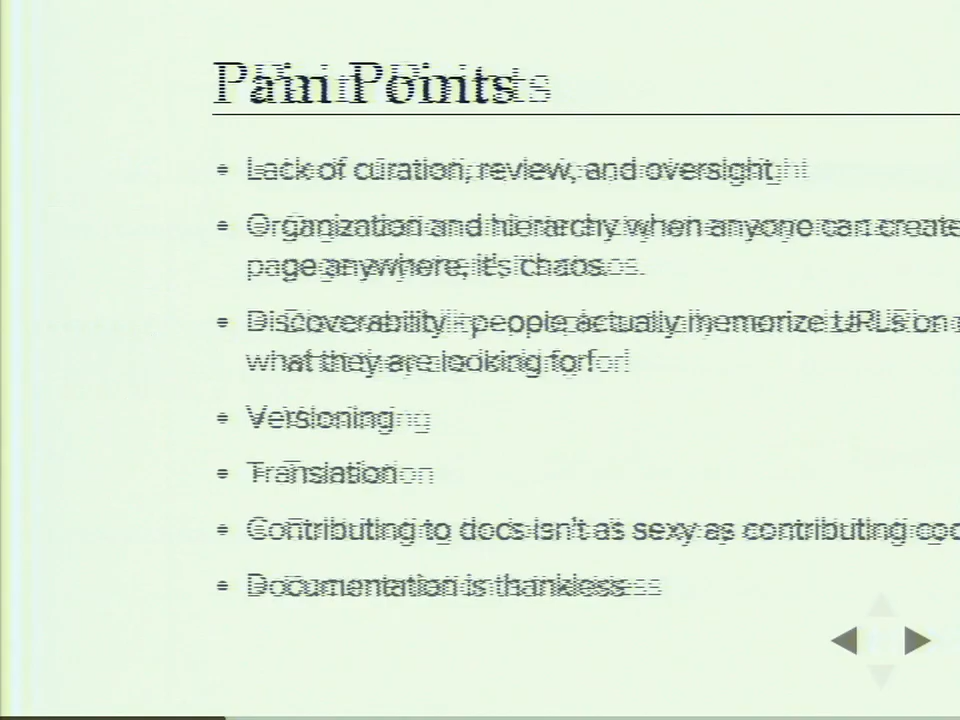 Pain Points
• Lack of curation, review, and oversight
• Organization and hierarchy when anyone can create
page anywhere, it's chaos.
• Discoverability - people actually memorize URLs on
what they are looking for!
• Versioning
• Translation
• Contributing to docs isn't as sexy as contributing
• Documentation is thankless